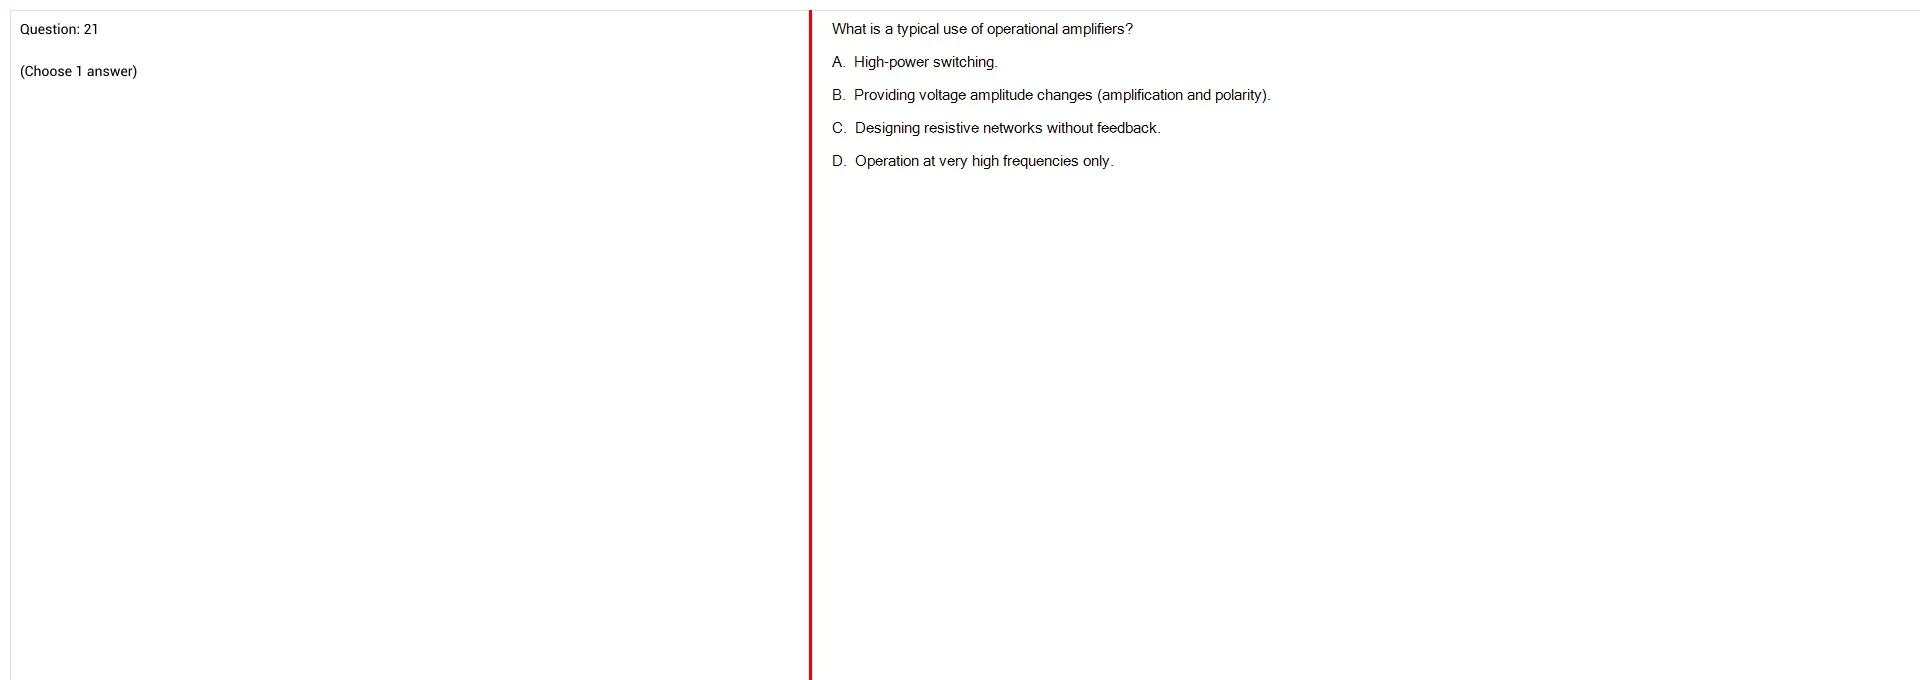 Question: 21
(Choose 1 answer)
What is a typical use of operational amplifiers?
A. High-power switching.
B. Providing voltage amplitude changes (amplification and polarity).
C. Designing resistive networks without feedback.
D. Operation at very high frequencies only.